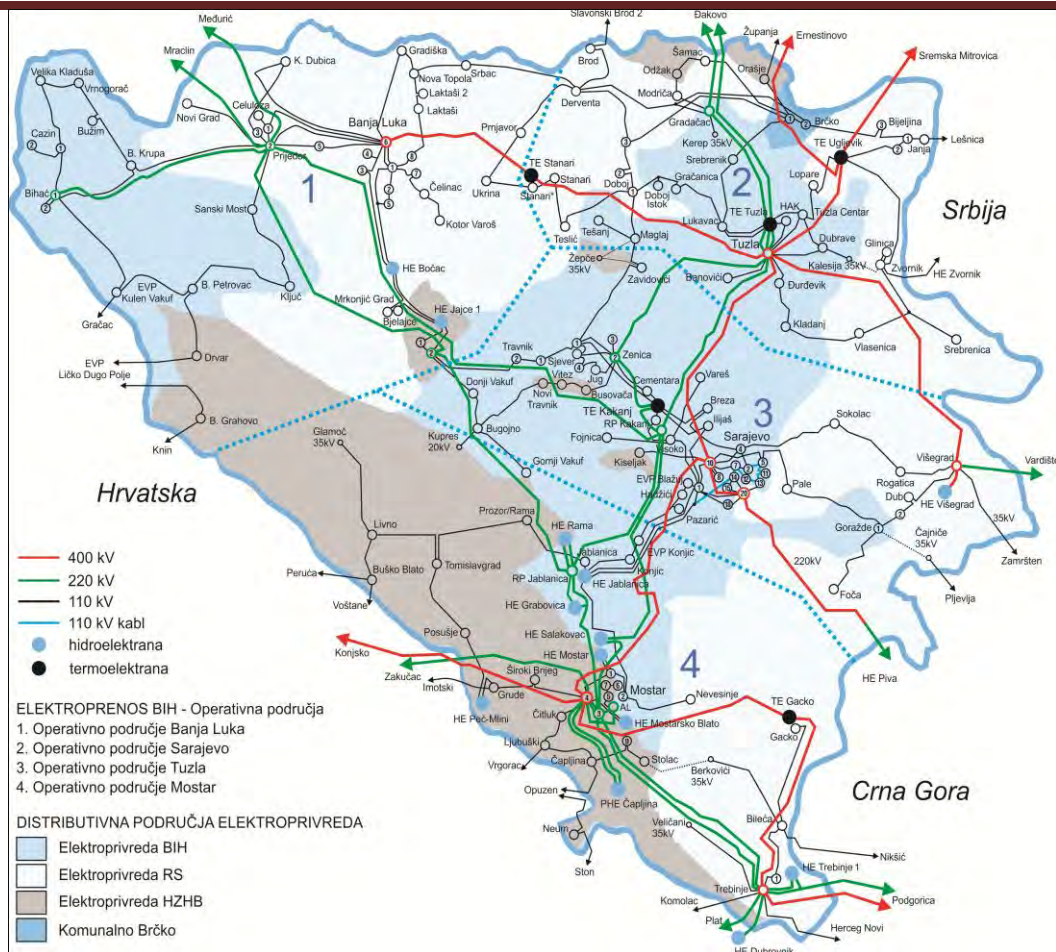 Međurić
Mraclin
Slavonski Brod 2
Đakovo
Županja
Ernestinovo
Sremska Mitrovica
Velika Kladuša
Vrnogorač
K. Dubica
Gradiška
Srbac
Brod
Šamac
Odžak
Orašje
Nova Topola
Laktaši 2
Laktaši
Derventa
Modriča
Cazin
Bužim
Novi Grad
Celuloza
Banja Luka
Prnjavor
Gradačac
Kerep 35kV
Brčko
Bijeljina
Lešnica
Janja
TE Ugljevik
B. Krupa
Prijedor
TE Stanari
Stanari
Stanari*
Ukrina
Doboj
Doboj
Istok
Gračanica
Srebrenik
Lopare
Bihać
1
Čelinac
Kotor Varoš
Sanski Most
Teslić
Tešanj
Maglaj
Lukavac
2
TE Tuzla
HAK
Tuzla Centar
Tuzla
Dubrave
Kalesija 35kV
Glinica
Zvornik
HE Zvornik
Srbija
Žepče
35kV
Zavidovići
Banovići
Đurđevik
HE Bočac
EVP
Kulen Vakuf
B. Petrovac
Ključ
Mrkonjić Grad
Bjelajce
HE Jajce 1
Kladanj
Vlasenica
Srebrenica
Gračac
Drvar
EVP
Ličko Dugo Polje
Travnik
Sjever
Zenica
Jug
Donji Vakuf
Novi
Travnik
Vitez
Busovača
Cementara
TE Kakanj
RP Kakanj
Vareš
Breza
Ilijaš
3
Knin
B. Grahovo
Glamoč
35kV
Kupres
20kV
Bugojno
Gornji Vakuf
Fojnica
Visoko
Kiseljak
Sarajevo
Sokolac
Višegrad
Vardište
Rogatica
Dub
HE Višegrad
Hrvatska
EVP Blažuj
Hadžići
Pazarić
Pale
Goražde
Čajniče
35kV
35kV
Zamršten
Livno
Prozor/Rama
HE Rama
Jablanica
EVP Konjic
Konjic
HE Jablanica
RP Jablanica
220kV
Foča
Pljevlja
Peruča
Buško Blato
Tomislavgrad
Voštane
HE Grabovica
HE Salakovac
HE Mostar
4
Posušje
HE Piva
Konjsko
Zakučac
Imotski
Široki Brijeg
Grude
Mostar
AL
Nevesinje
HE Peć-Mlini
HE Mostarsko Blato
TE Gacko
Gacko
Čitluk
Ljubuški
Vrgorac
Čapljina
Stolac
Berkovići
35kV
Crna Gora
Opuzen
PHE Čapljina
Neum
Ston
Veličani
35kV
Bileća
Nikšić
HE Trebinje 1
Trebinje
Podgorica
Komolac
Plat
Herceg Novi
HE Dubrovnik
400 kV
220 kV
110 kV
110 kV kabl
hidroelektrana
termoelektrana
ELEKTROPRENOS BIH - Operativna područja
1. Operativno područje Banja Luka
2. Operativno područje Sarajevo
3. Operativno područje Tuzla
4. Operativno područje Mostar
DISTRIBUTIVNA PODRUČJA ELEKTROPRIVREDA
Elektroprivreda BIH
Elektroprivreda RS
Elektroprivreda HZHB
Komunalno Brčko